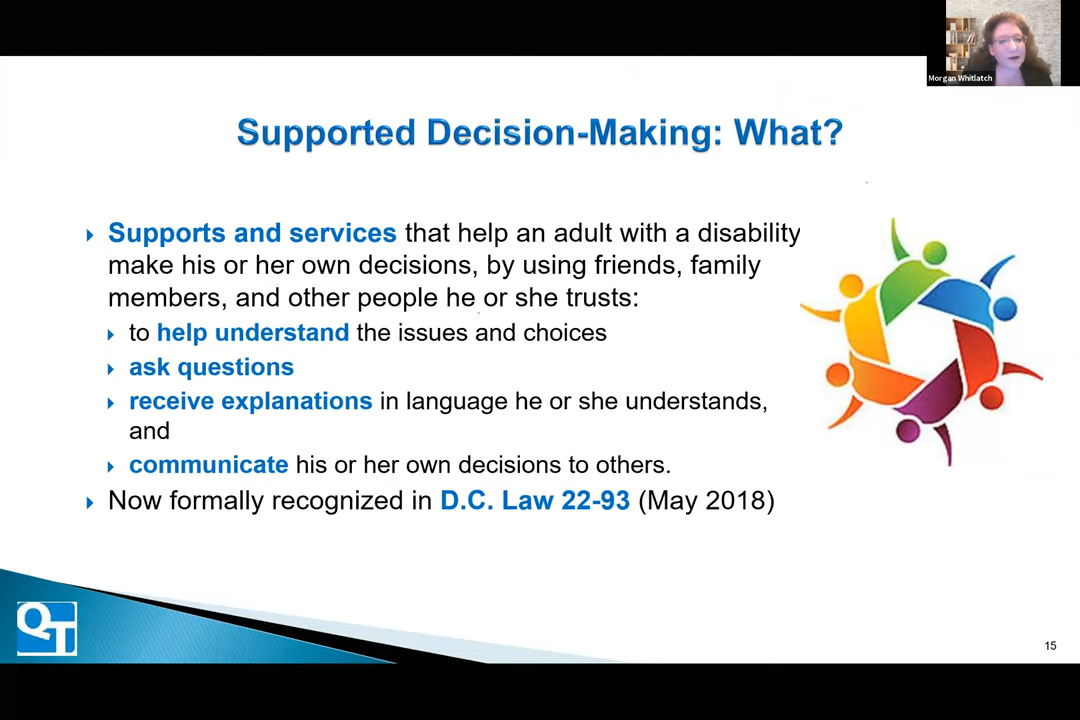 Morgan Whitlatch
Supported Decision-Making: What?
Supports and services that help an adult with a disability
make his or her own decisions, by using friends, family
members, and other people he or she trusts:
to help understand the issues and choices
ask questions
receive explanations in language he or she understands,
and
communicate his or her own decisions to others.
Now formally recognized in D.C. Law 22-93 (May 2018)
QT
15